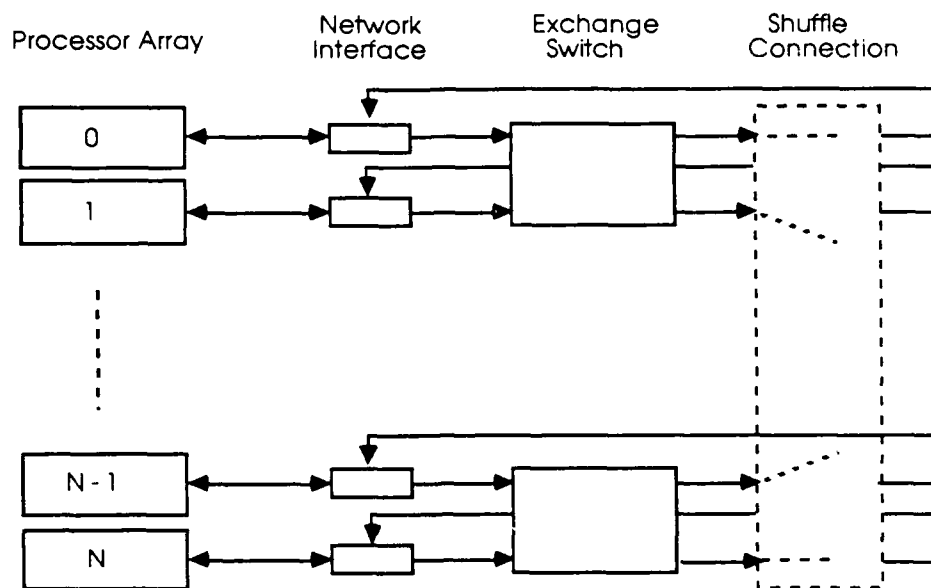 Processor Array
Network
Interface
Exchange
Switch
Shuffle
Connection
0
1
N-1
N